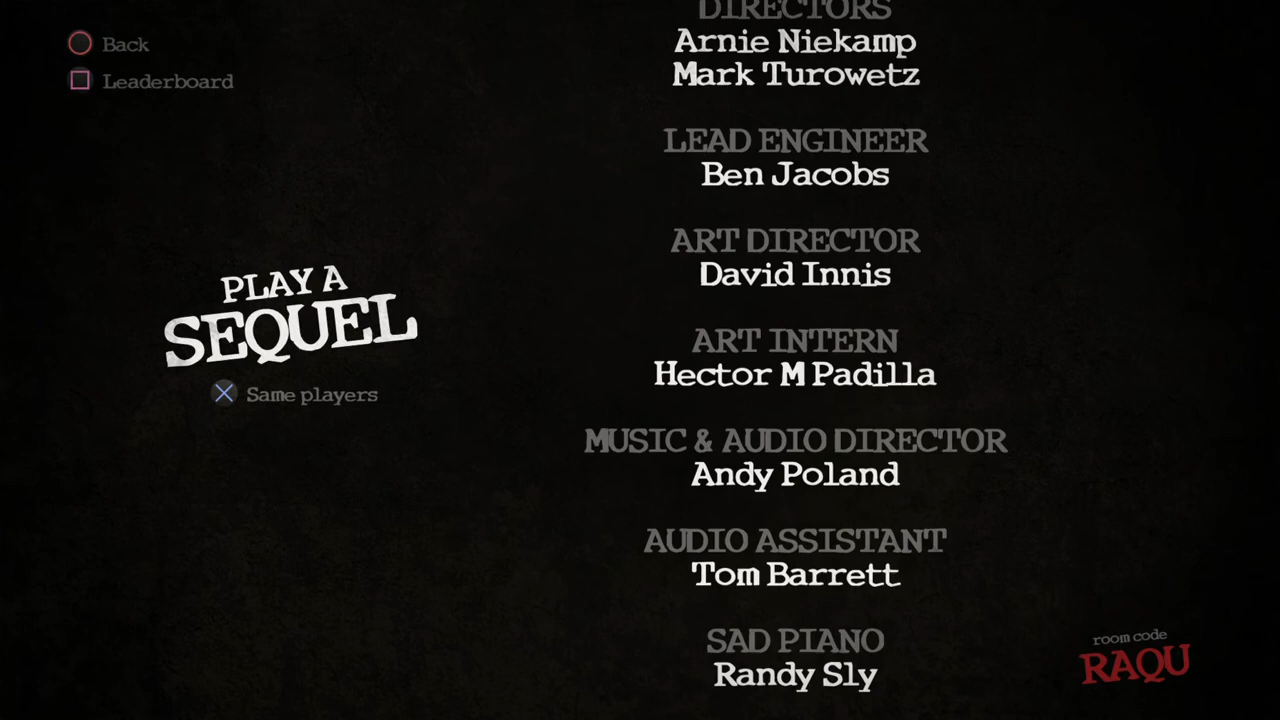 Back
Leaderboard
PLAY A
SEQUEL
Same players
DIRECTORS
Arnie Niekamp
Mark Turowetz
LEAD ENGINEER
Ben Jacobs
ART DIRECTOR
David Innis
ART INTERN
Hector M Padilla
MUSIC & AUDIO DIRECTOR
Andy Poland
AUDIO ASSISTANT
Tom Barrett
SAD PIANO
Randy Sly
room code
RAQU